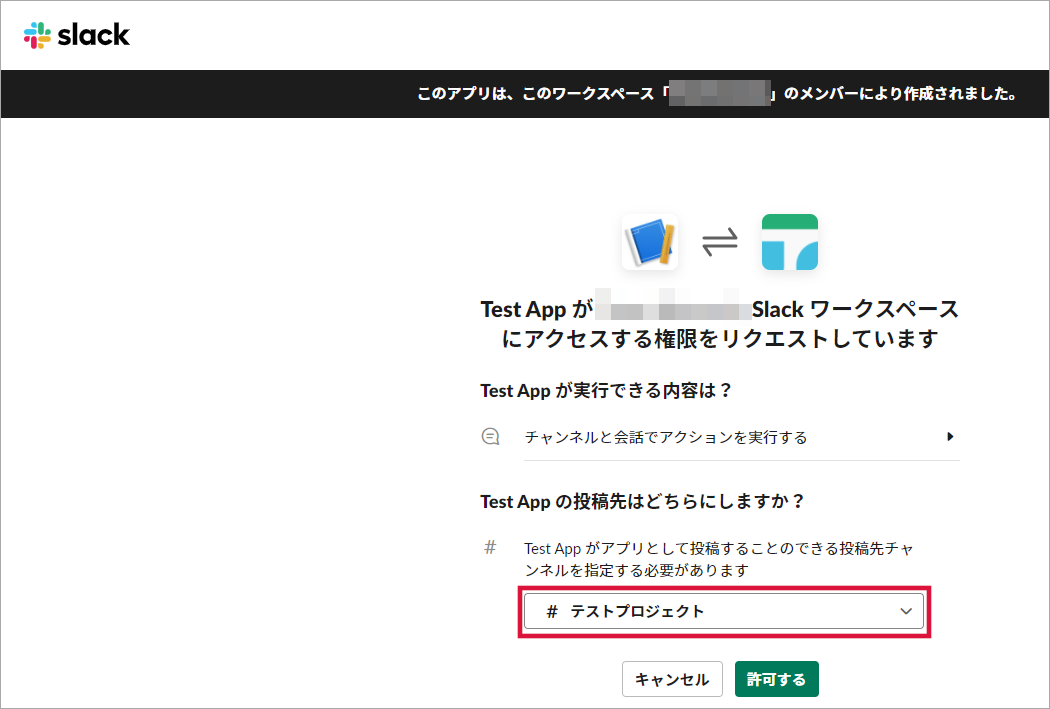 slack
このアプリは、このワークスペース「 」のメンバーにより作成されました。
Test App が Slack ワークスペース
にアクセスする権限をリクエストしています
Test App が実行できる内容は？
チャンネルと会話でアクションを実行する
Test App の投稿先はどちらにしますか？
# Test App がアプリとして投稿することのできる投稿先チャ
ンネルを指定する必要があります
# テストプロジェクト
キャンセル 許可する